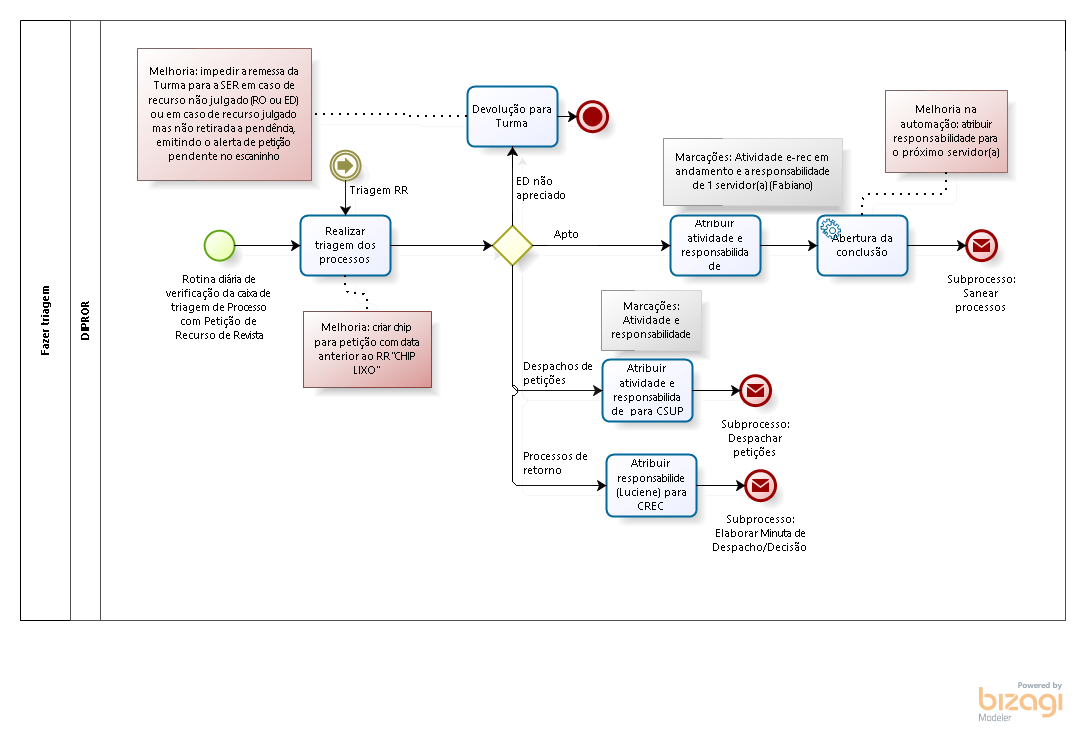 Fazer triagem
DIPROR
Melhoria: impedir a remessa da
Turma para a SER em caso de
recurso não julgado (RO ou ED)
ou em caso de recurso julgado
mas não retirada a pendência,
emitindo o alerta de petição
pendente no escaninho
Triagem RR
Devolução para
Turma
ED não
apreciado
Rotina diária de
verificação da caixa de
triagem de Processo
com Petição de
Recurso de Revista
Realizar
triagem dos
processos
Melhoria: criar chip
para petição com data
anterior ao RR "CHIP
LIXO"
Apto
Marcações: Atividade e-rec em
andamento e a responsabilidade
de 1 servidor(a) (Fabiano)
Atribuir
atividade e
responsabilida
de
Melhoria na
automação: atribuir
responsabilidade para
o próximo servidor(a)
Abertura da
conclusão
Subprocesso:
Sanear
processos
Marcações:
Atividade e
responsabilidade
Despachos de
petições
Atribuir
atividade e
responsabilida
de para CSUP
Subprocesso:
Despachar
petições
Processos de
retorno
Atribuir
responsabilide
(Luciene) para
CREC
Subprocesso:
Elaborar Minuta de
Despacho/Decisão
Powered by
bizagi
Modeler